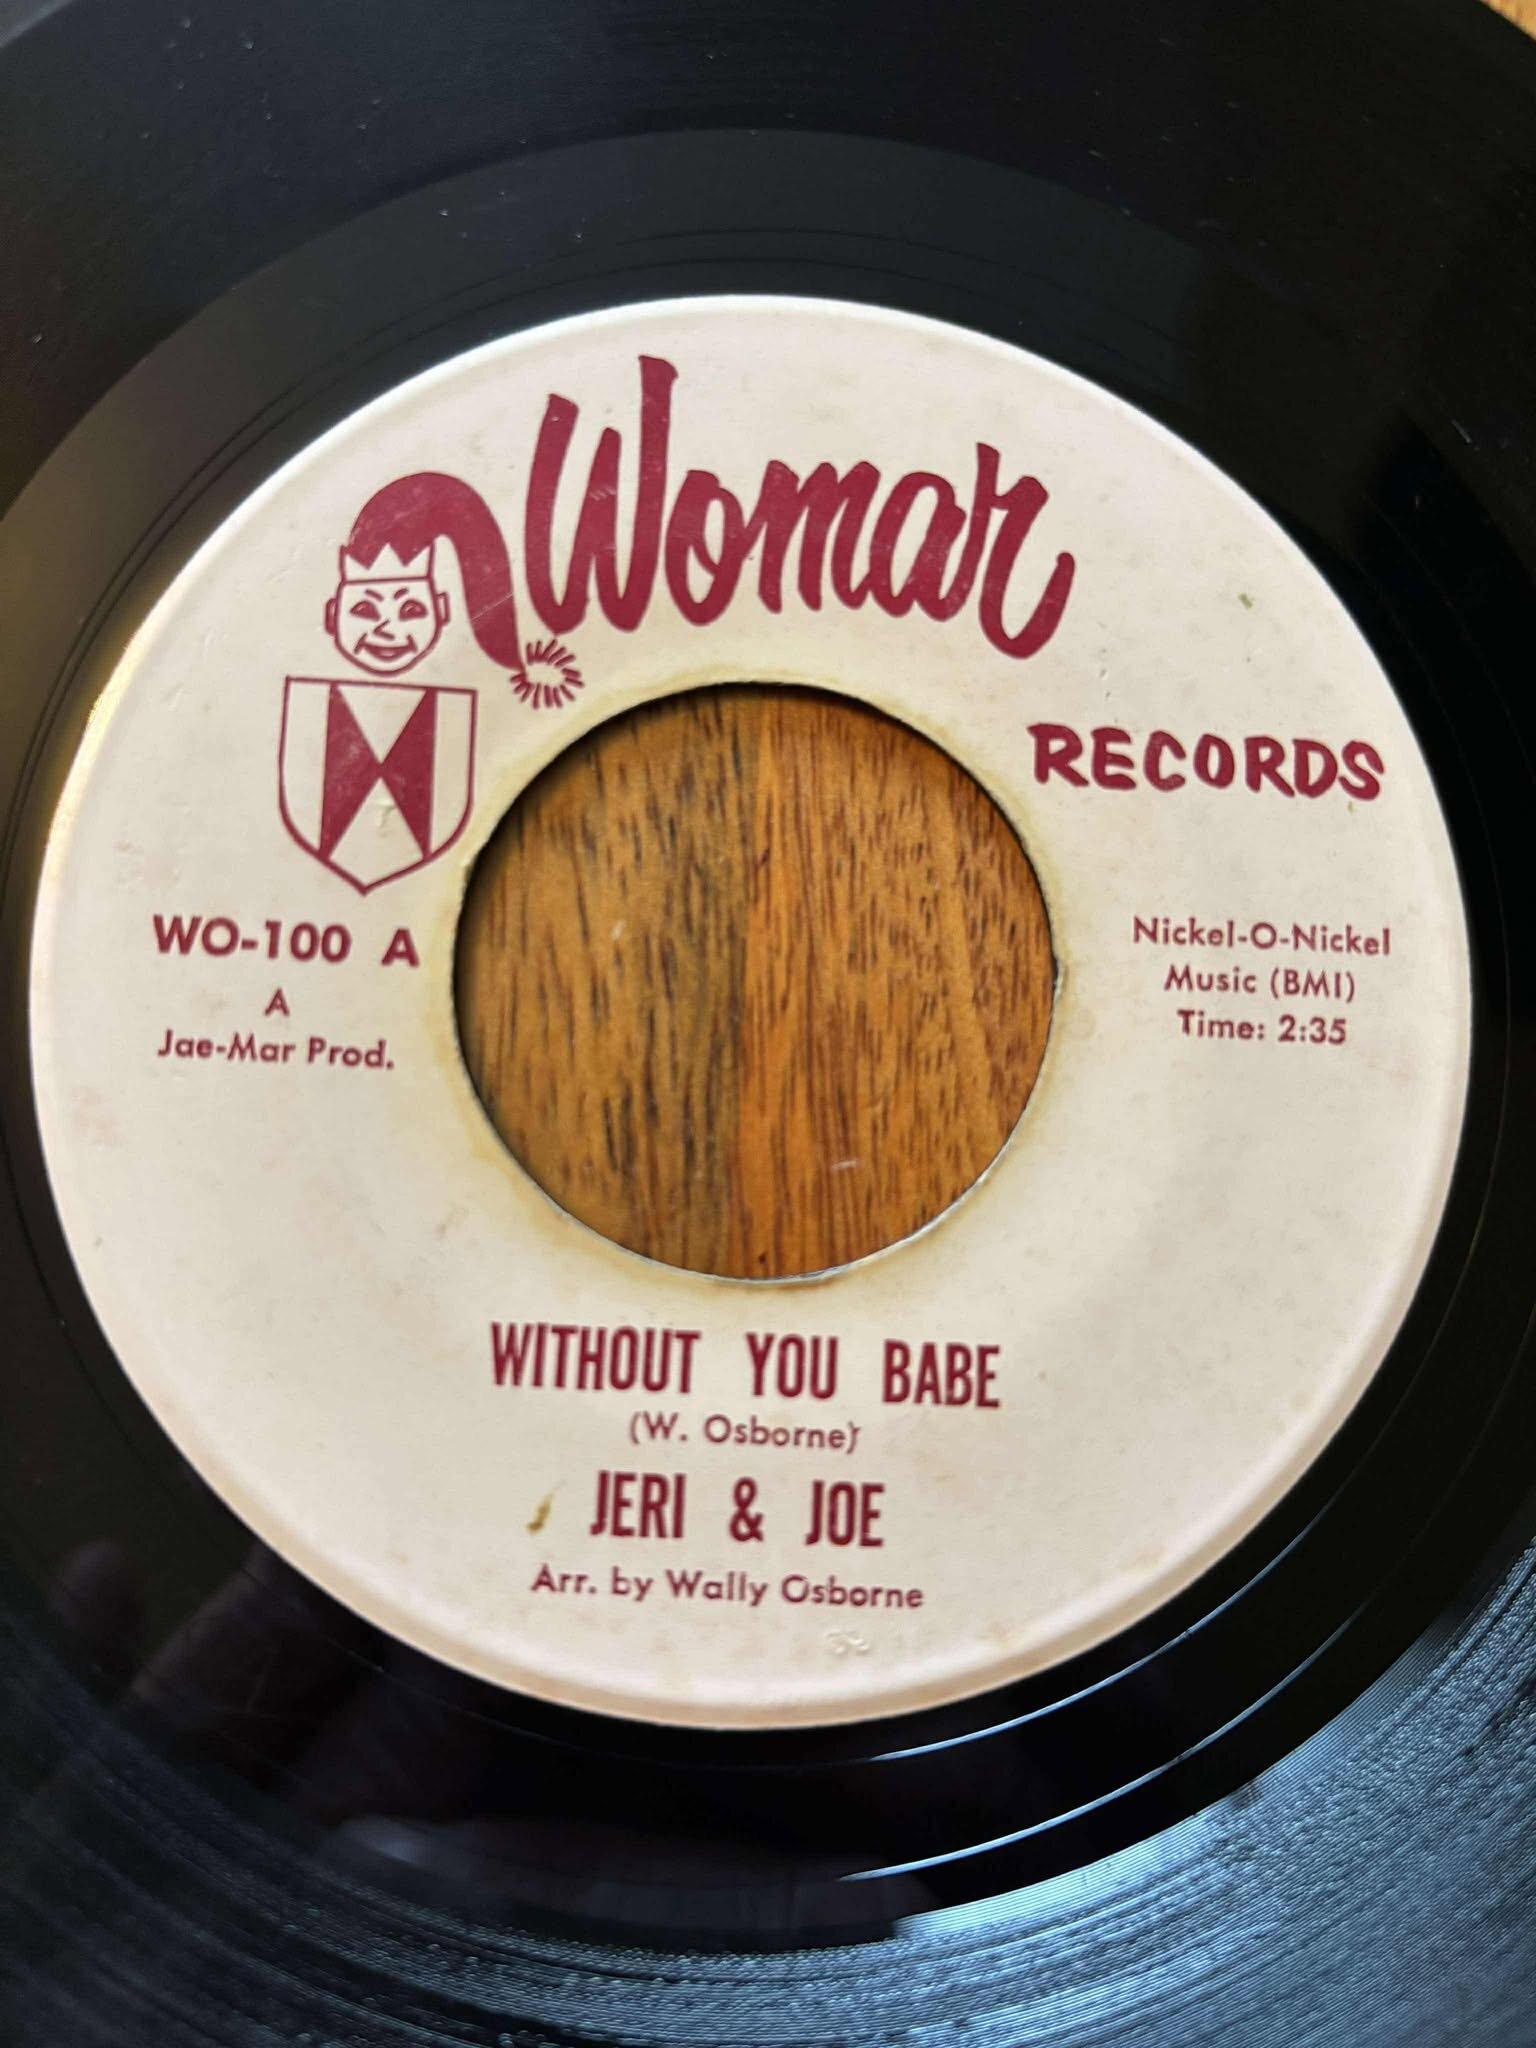 Womar
RECORDS
WO-100 A
A
Jae-Mar Prod.
Nickel-O-Nickel
Music (BMI)
Time: 2:35
WITHOUT YOU BABE
(W. Osborne)
JERI & JOE
Arr. by Wally Osborne